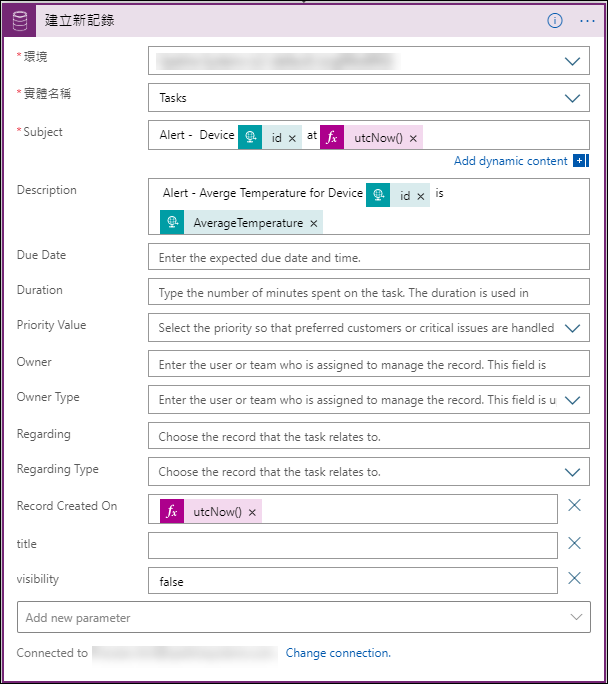 建立新記錄
* 環境
* 實體名稱
Tasks
* Subject
Alert - Device id × at fx utcNow() ×
Add dynamic content
Description
Alert - Averge Temperature for Device id × is
AverageTemperature ×
Due Date
Enter the expected due date and time.
Duration
Type the number of minutes spent on the task. The duration is used in
Priority Value
Select the priority so that preferred customers or critical issues are handled
Owner
Enter the user or team who is assigned to manage the record. This field is
Owner Type
Enter the user or team who is assigned to manage the record. This field is u
Regarding
Choose the record that the task relates to.
Regarding Type
Choose the record that the task relates to.
Record Created On
fx utcNow() ×
title
visibility
false
Add new parameter
Connected to
Change connection.